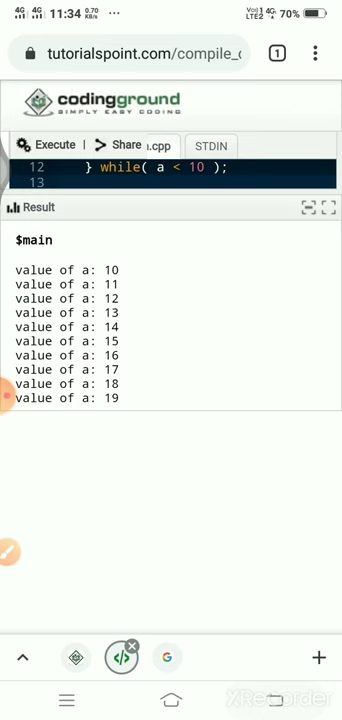 4G 4G 11:34 0.70 KB/s ... Vo) 1 LTE2 4G 70%
tutorialspoint.com/compile_c 1
codingground
SIMPLY EASY CODING
Execute | > Share ı.cpp STDIN
12 } while( a < 10 );
13
Result
$main
value of a: 10
value of a: 11
value of a: 12
value of a: 13
value of a: 14
value of a: 15
value of a: 16
value of a: 17
value of a: 18
value of a: 19
</> G +
XRecorder